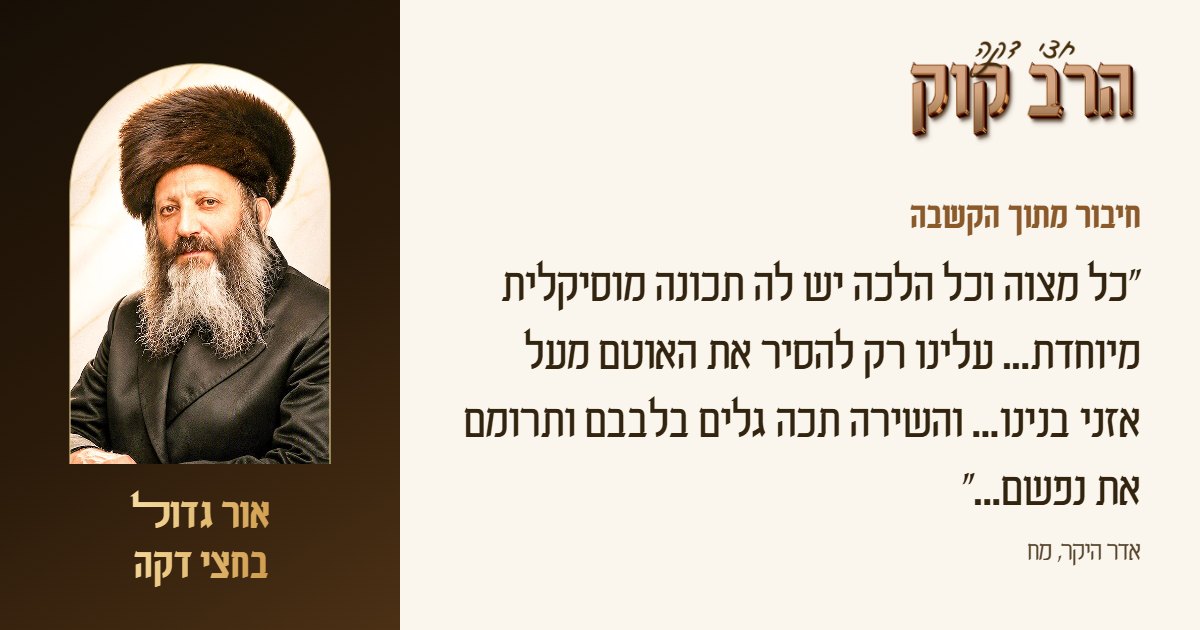 חצי דקה
הרב קוק
חיבור מתוך הקשבה
"כל מצוה וכל הלכה יש לה תכונה מוסיקלית
מיוחדת... עלינו רק להסיר את האוטם מעל
אזני בנינו... והשירה תכה גלים בלבבם ותרומם
את נפשם..."
אדר היקר, מח
אור גדול
בחצי דקה